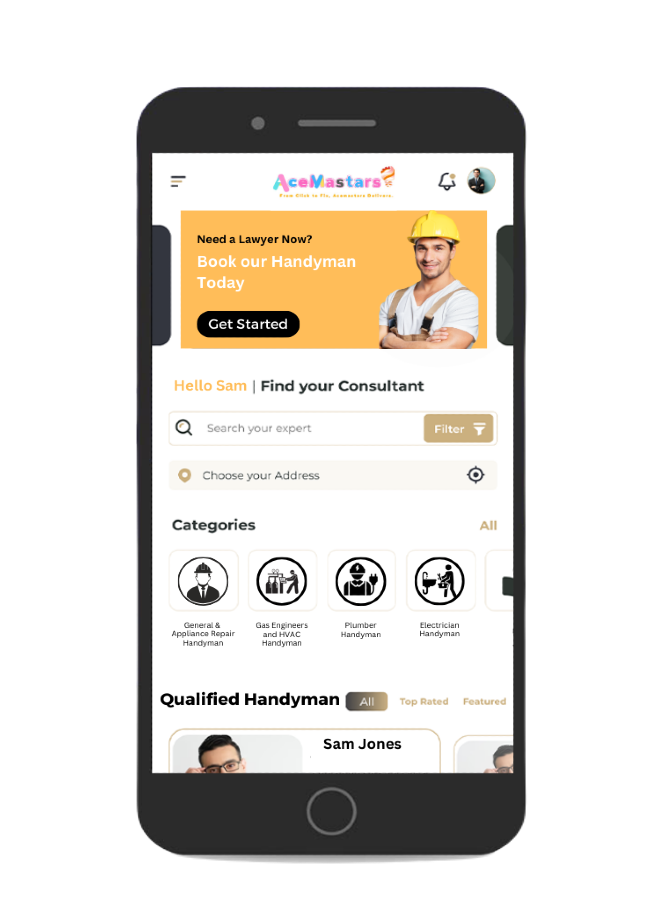 AceMastars
Need a Lawyer Now?
Book our Handyman
Today
Get Started
Hello Sam | Find your Consultant
Search your expert
Filter
Choose your Address
Categories
All
General &
Appliance Repair
Handyman
Gas Engineers
and HVAC
Handyman
Plumber
Handyman
Electrician
Handyman
Qualified Handyman
All
Top Rated
Featured
Sam Jones